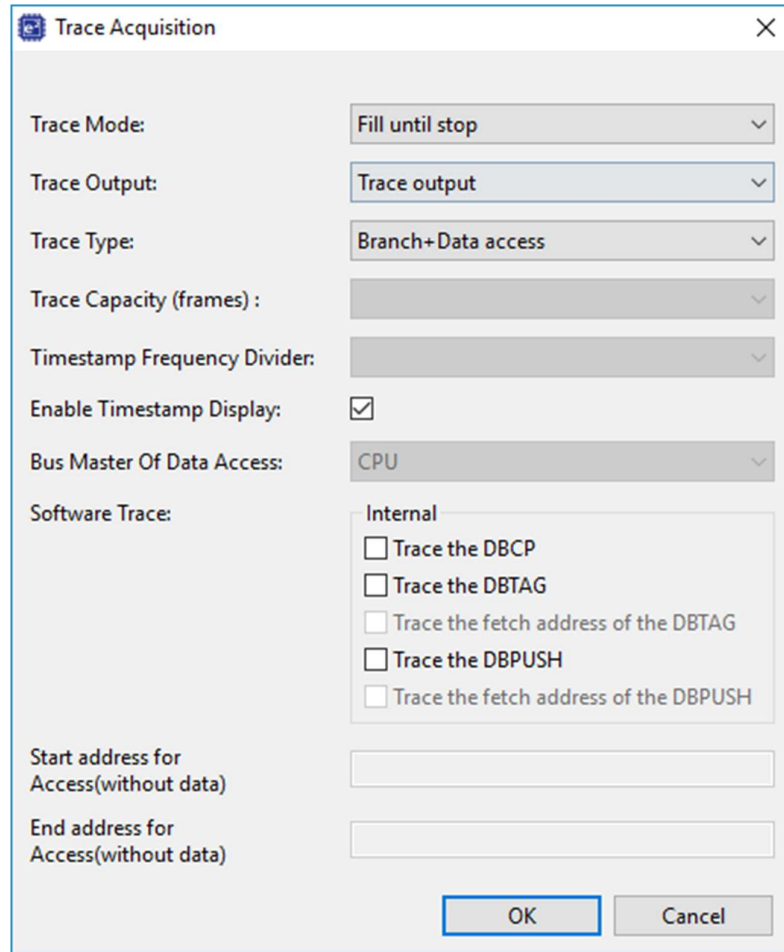 e² Trace Acquisition
Trace Mode: Fill until stop
Trace Output: Trace output
Trace Type: Branch+Data access
Trace Capacity (frames) :
Timestamp Frequency Divider:
Enable Timestamp Display:
Bus Master Of Data Access: CPU
Software Trace: Internal
Trace the DBCP
Trace the DBTAG
Trace the fetch address of the DBTAG
Trace the DBPUSH
Trace the fetch address of the DBPUSH
Start address for
Access(without data)
End address for
Access(without data)
OK Cancel